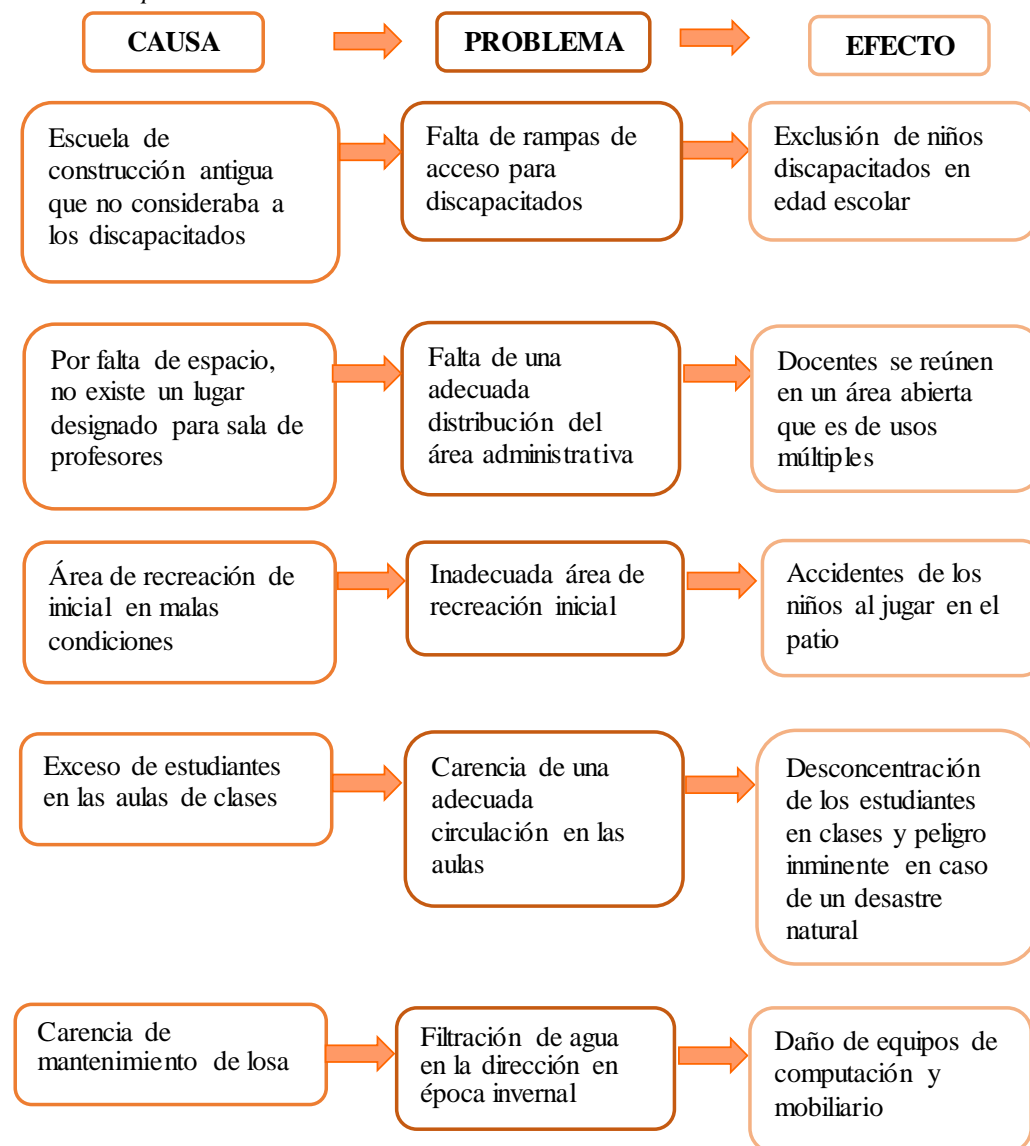 CAUSA
PROBLEMA
EFECTO
Escuela de
construcción antigua
que no consideraba a
los discapacitados
Falta de rampas de
acceso para
discapacitados
Exclusión de niños
discapacitados en
edad escolar
Por falta de espacio,
no existe un lugar
designado para sala de
profesores
Falta de una
adecuada
distribución del
área administrativa
Docentes se reúnen
en un área abierta
que es de usos
múltiples
Área de recreación de
inicial en malas
condiciones
Inadecuada área de
recreación inicial
Accidentes de los
niños al jugar en el
patio
Exceso de estudiantes
en las aulas de clases
Carencia de una
adecuada
circulación en las
aulas
Desconcentración
de los estudiantes
en clases y peligro
inminente en caso
de un desastre
natural
Carencia de
mantenimiento de losa
Filtración de agua
en la dirección en
época invernal
Daño de equipos de
computación y
mobiliario